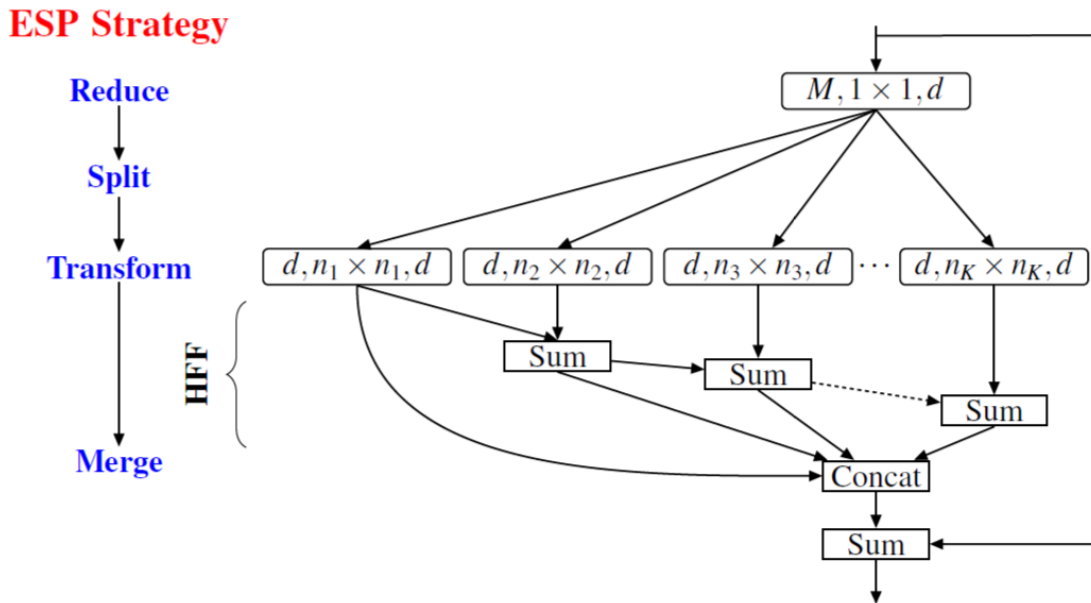 ESP Strategy
Reduce
Split
Transform
HFF
Merge
M, 1 × 1, d
d, n₁ × n₁, d
d, n₂ × n₂, d
d, n₃ × n₃, d
···
d, n_K × n_K, d
Sum
Sum
Sum
Concat
Sum